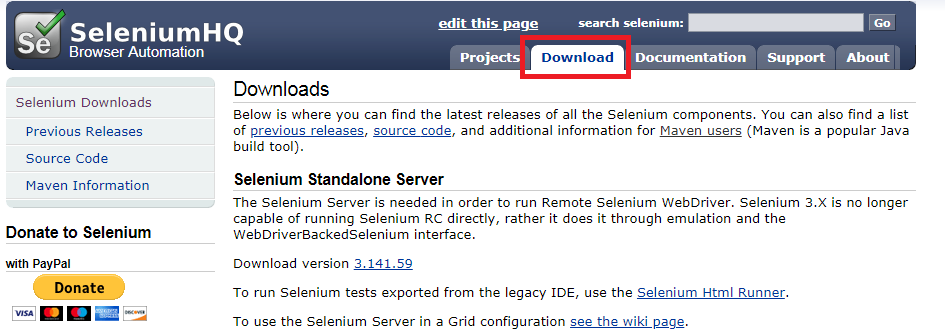 Se
SeleniumHQ
Browser Automation
edit this page
search selenium:
Go
Projects
Download
Documentation
Support
About
Selenium Downloads
Previous Releases
Source Code
Maven Information
Donate to Selenium
with PayPal
Donate
VISA
AMEX
DISCOVER
Downloads
Below is where you can find the latest releases of all the Selenium components. You can also find a list
of previous releases, source code, and additional information for Maven users (Maven is a popular Java
build tool).
Selenium Standalone Server
The Selenium Server is needed in order to run Remote Selenium WebDriver. Selenium 3.X is no longer
capable of running Selenium RC directly, rather it does it through emulation and the
WebDriverBackedSelenium interface.
Download version 3.141.59
To run Selenium tests exported from the legacy IDE, use the Selenium Html Runner.
To use the Selenium Server in a Grid configuration see the wiki page.